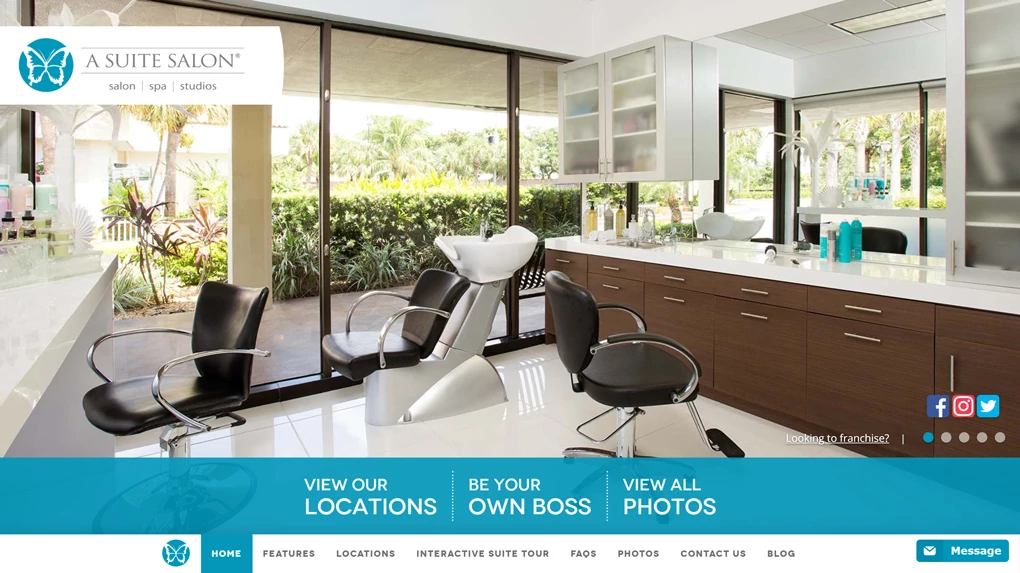 A SUITE SALON®
salon | spa | studios
Looking to franchise? |
VIEW OUR
LOCATIONS
BE YOUR
OWN BOSS
VIEW ALL
PHOTOS
HOME FEATURES LOCATIONS INTERACTIVE SUITE TOUR FAQS PHOTOS CONTACT US BLOG
Message